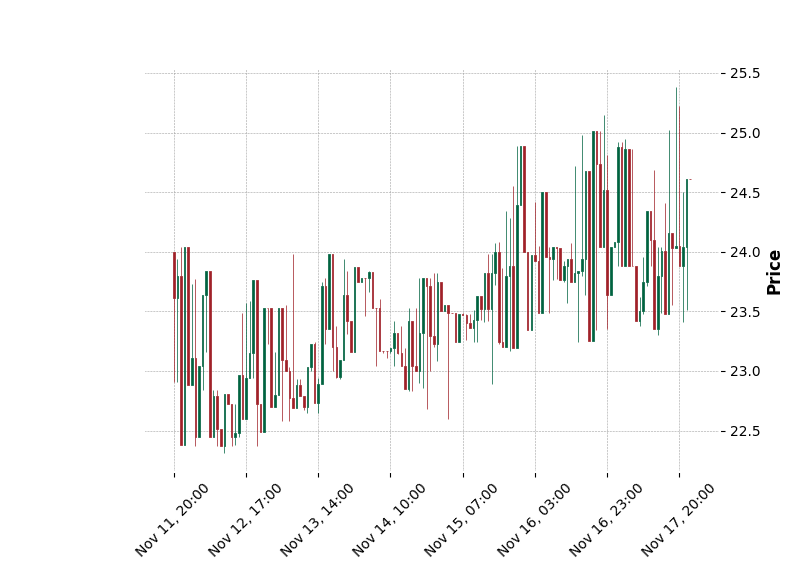 25.5
25.0
24.5
24.0
23.5
23.0
22.5
Price
Nov 11, 20:00
Nov 12, 17:00
Nov 13, 14:00
Nov 14, 10:00
Nov 15, 07:00
Nov 16, 03:00
Nov 16, 23:00
Nov 17, 20:00